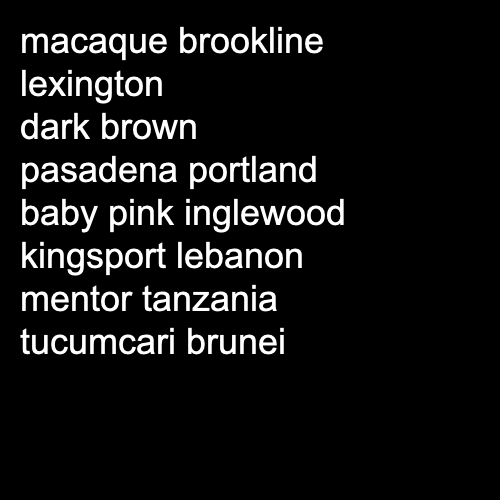 macaque brookline
lexington
dark brown
pasadena portland
baby pink inglewood
kingsport lebanon
mentor tanzania
tucumcari brunei